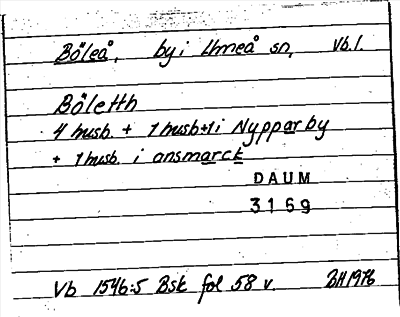 Böleå, by i Umeå sn, Vb.l.
Böletth
4 husb. + 1 husb+1 i Nypparby
+ 1 husb. i ansmarck
DAUM
3169
Vb 1546:5 Bsk fol 58 v. BH 1976